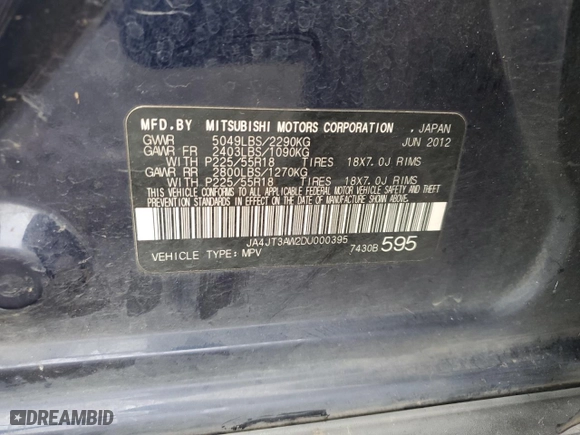 MFD.BY MITSUBISHI MOTORS CORPORATION , JAPAN
GVWR 5049LBS/2290KG JUN 2012
GAWR FR 2403LBS/1090KG
WITH P225/55R18 TIRES 18X7.0J RIMS
GAWR RR 2800LBS/1270KG
WITH P225/55R18 TIRES 18X7.0J RIMS
THIS VEHICLE CONFORMS TO ALL APPLICABLE FEDERAL MOTOR VEHICLE SAFETY AND THEFT
PREVENTION STANDARDS IN EFFECT ON THE DATE OF MANUFACTURE SHOWN ABOVE.
JA4JT3AW2DU000395
VEHICLE TYPE: MPV 7430B 595
DREAMBID